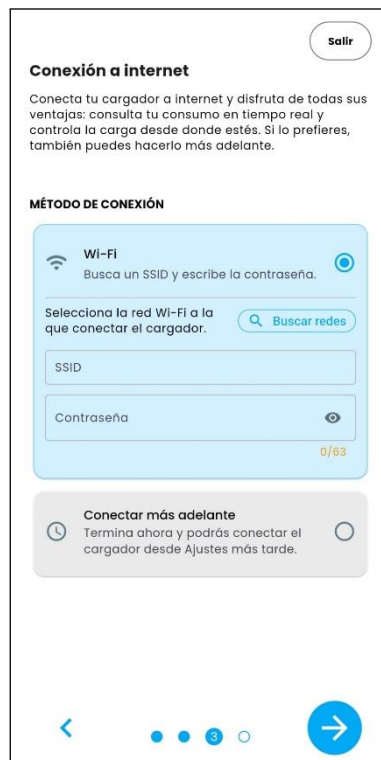 Salir
Conexión a internet
Conecta tu cargador a internet y disfruta de todas sus
ventajas: consulta tu consumo en tiempo real y
controla la carga desde donde estés. Si lo prefieres,
también puedes hacerlo más adelante.
MÉTODO DE CONEXIÓN
Wi-Fi
Busca un SSID y escribe la contraseña.
Selecciona la red Wi-Fi a la
que conectar el cargador.
Buscar redes
SSID
Contraseña
0/63
Conectar más adelante
Termina ahora y podrás conectar el
cargador desde Ajustes más tarde.
3